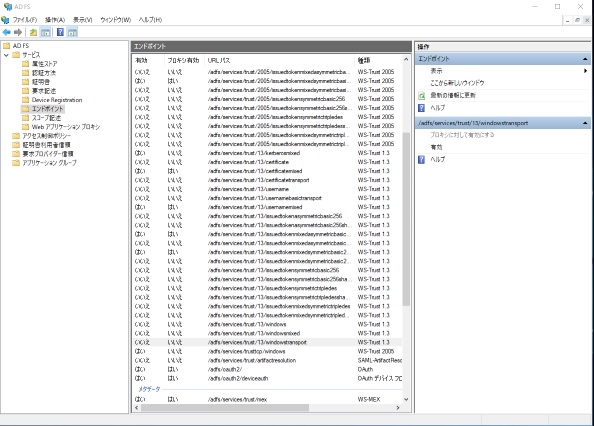 AD FS
ファイル(F) 操作(A) 表示(V) ウィンドウ(W) ヘルプ(H)
AD FS
サービス
属性ストア
認証方法
証明書
要求記述
Device Registration
エンドポイント
スコープ記述
Web アプリケーション プロキシ
アクセス制御ポリシー
証明書利用者信頼
要求プロバイダー信頼
アプリケーション グループ
エンドポイント
有効 プロキシ有効 URL パス 種類
いいえ いいえ /adfs/services/trust/2005/issuedtokenmixedasymmetricba... WS-Trust 2005
いいえ いいえ /adfs/services/trust/2005/issuedtokenmixedasymmetricba... WS-Trust 2005
はい はい /adfs/services/trust/2005/issuedtokenmixedsymmetricbas... WS-Trust 2005
いいえ いいえ WS-Trust 2005
いいえ いいえ /adfs/services/trust/2005/issuedtokensymmetricbasic256 WS-Trust 2005
いいえ いいえ WS-Trust 2005
いいえ いいえ /adfs/services/trust/2005/issuedtokensymmetrictripledes WS-Trust 2005
いいえ いいえ /adfs/services/trust/2005/issuedtokensymmetrictripledess... WS-Trust 2005
いいえ いいえ /adfs/services/trust/2005/issuedtokenmixedsymmetrictripl... WS-Trust 2005
いいえ いいえ /adfs/services/trust/13/kerberosmixed WS-Trust 1.3
いいえ いいえ /adfs/services/trust/13/certificate WS-Trust 1.3
はい はい /adfs/services/trust/13/certificatemixed WS-Trust 1.3
いいえ いいえ /adfs/services/trust/13/certificatetransport WS-Trust 1.3
いいえ いいえ /adfs/services/trust/13/username WS-Trust 1.3
いいえ いいえ /adfs/services/trust/13/usernamebasictransport WS-Trust 1.3
はい はい /adfs/services/trust/13/usernamemixed WS-Trust 1.3
いいえ いいえ /adfs/services/trust/13/issuedtokenasymmetricbasic256 WS-Trust 1.3
いいえ いいえ /adfs/services/trust/13/issuedtokenasymmetricbasic256sh... WS-Trust 1.3
はい はい /adfs/services/trust/13/issuedtokenmixedasymmetricbasic... WS-Trust 1.3
いいえ いいえ /adfs/services/trust/13/issuedtokenmixedasymmetricbasic... WS-Trust 1.3
はい はい /adfs/services/trust/13/issuedtokenmixedsymmetricbasic2... WS-Trust 1.3
いいえ いいえ /adfs/services/trust/13/issuedtokenmixedsymmetricbasic2... WS-Trust 1.3
いいえ いいえ /adfs/services/trust/13/issuedtokensymmetricbasic256 WS-Trust 1.3
いいえ いいえ /adfs/services/trust/13/issuedtokensymmetricbasic256sha... WS-Trust 1.3
いいえ いいえ /adfs/services/trust/13/issuedtokensymmetrictripledes WS-Trust 1.3
いいえ いいえ /adfs/services/trust/13/issuedtokensymmetrictripledessha... WS-Trust 1.3
いいえ いいえ /adfs/services/trust/13/issuedtokenmixedsymmetrictripledes WS-Trust 1.3
いいえ いいえ /adfs/services/trust/13/issuedtokenmixedsymmetrictripled... WS-Trust 1.3
いいえ いいえ /adfs/services/trust/13/windows WS-Trust 1.3
いいえ いいえ /adfs/services/trust/13/windowsmixed WS-Trust 1.3
いいえ いいえ /adfs/services/trust/13/windowstransport WS-Trust 1.3
はい いいえ /adfs/services/trusttcp/windows WS-Trust 2005
いいえ いいえ /adfs/services/trust/artifactresolution SAML-ArtifactReso
はい はい /adfs/oauth2/ OAuth
はい はい /adfs/oauth2/deviceauth OAuth デバイス フロ
メタデータ
はい はい /adfs/services/trust/mex WS-MEX
操作
エンドポイント
表示
ここから新しいウィンドウ
最新の情報に更新
ヘルプ
/adfs/services/trust/13/windowstransport
プロキシに対して有効にする
有効
ヘルプ